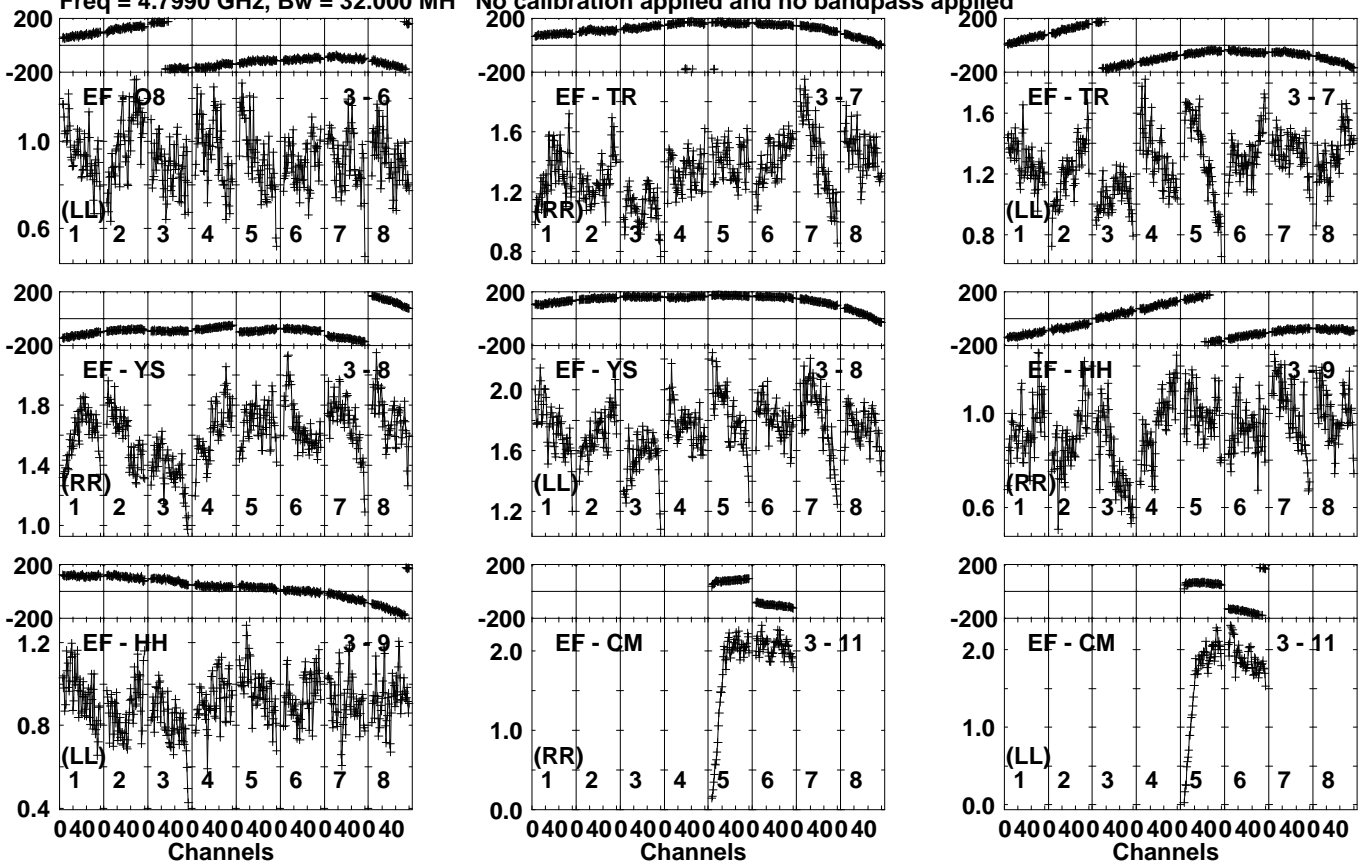 Freq = 4.7990 GHz, Bw = 32.000 MH No calibration applied and no bandpass applied
200
-200
EF - O8 3 - 6
1.0
0.6
(LL)
1 2 3 4 5 6 7 8
200
-200
EF - TR 3 - 7
1.6
1.2
0.8
(RR)
1 2 3 4 5 6 7 8
200
-200
EF - TR 3 - 7
1.6
1.2
0.8
(LL)
1 2 3 4 5 6 7 8
200
-200
EF - YS 3 - 8
1.8
1.4
1.0
(RR)
1 2 3 4 5 6 7 8
200
-200
EF - YS 3 - 8
2.0
1.6
1.2
(LL)
1 2 3 4 5 6 7 8
200
-200
EF - HH 3 - 9
1.0
0.6
(RR)
1 2 3 4 5 6 7 8
200
-200
EF - HH 3 - 9
1.2
0.8
0.4
(LL)
1 2 3 4 5 6 7 8
0 40 0 40 0 40 0 40 0 40 0 40 0 40 0 40
Channels
200
-200
EF - CM 3 - 11
2.0
1.0
0.0
(RR)
1 2 3 4 5 6 7 8
0 40 0 40 0 40 0 40 0 40 0 40 0 40 0 40
Channels
200
-200
EF - CM 3 - 11
2.0
1.0
0.0
(LL)
1 2 3 4 5 6 7 8
0 40 0 40 0 40 0 40 0 40 0 40 0 40 0 40
Channels